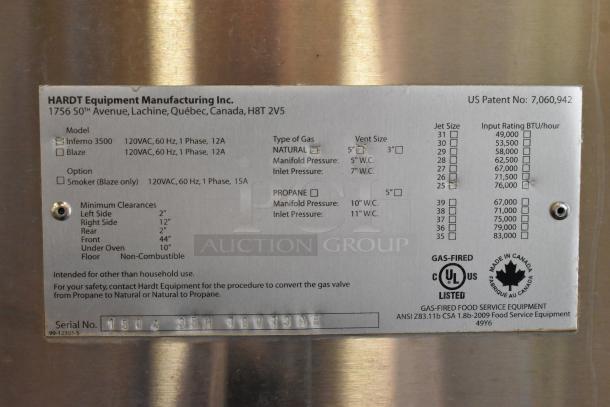 HARDT Equipment Manufacturing Inc.
1756 50TH Avenue, Lachine, Québec, Canada, H8T 2V5
US Patent No: 7,060,942
Model
Inferno 3500 120VAC, 60 Hz, 1 Phase, 12A
Blaze 120VAC, 60 Hz, 1 Phase, 12A
Option
Smoker (Blaze only) 120VAC, 60 Hz, 1 Phase, 15A
Minimum Clearances
Left Side 2"
Right Side 12"
Rear 2"
Front 44"
Under Oven 10"
Floor Non-Combustible
Type of Gas Vent Size
NATURAL 5" 3"
Manifold Pressure: 5" W.C.
Inlet Pressure: 7" W.C.
PROPANE 5"
Manifold Pressure: 10" W.C.
Inlet Pressure: 11" W.C.
Jet Size Input Rating BTU/hour
31 49,000
30 53,500
29 58,000
28 62,500
27 67,000
26 71,500
25 76,000
39 67,000
38 71,000
37 75,000
36 79,000
35 83,000
Intended for other than household use.
For your safety, contact Hardt Equipment for the procedure to convert the gas valve
from Propane to Natural or Natural to Propane.
GAS-FIRED
C UL US
LISTED
MADE IN CANADA
FABRIQUÉ AU CANADA
GAS-FIRED FOOD SERVICE EQUIPMENT
ANSI Z83.11b CSA 1.8b-2009 Food Service Equipment
49Y6
Serial No.
99-12301-5
PCI
AUCTION GROUP